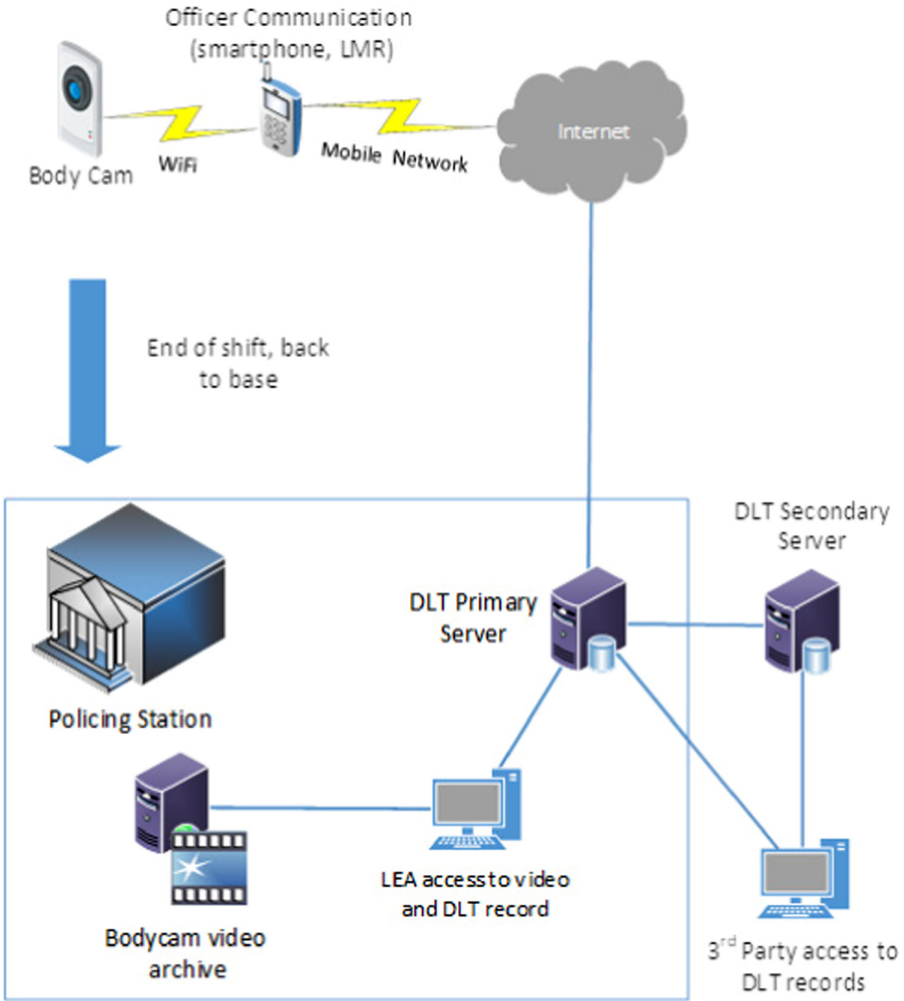 Officer Communication
(smartphone, LMR)
Internet
WiFi
Mobile Network
Body Cam
End of shift, back
to base
DLT Secondary
Server
DLT Primary
Server
Policing Station
LEA access to video
and DLT record
Bodycam video
archive
3rd Party access to
DLT records